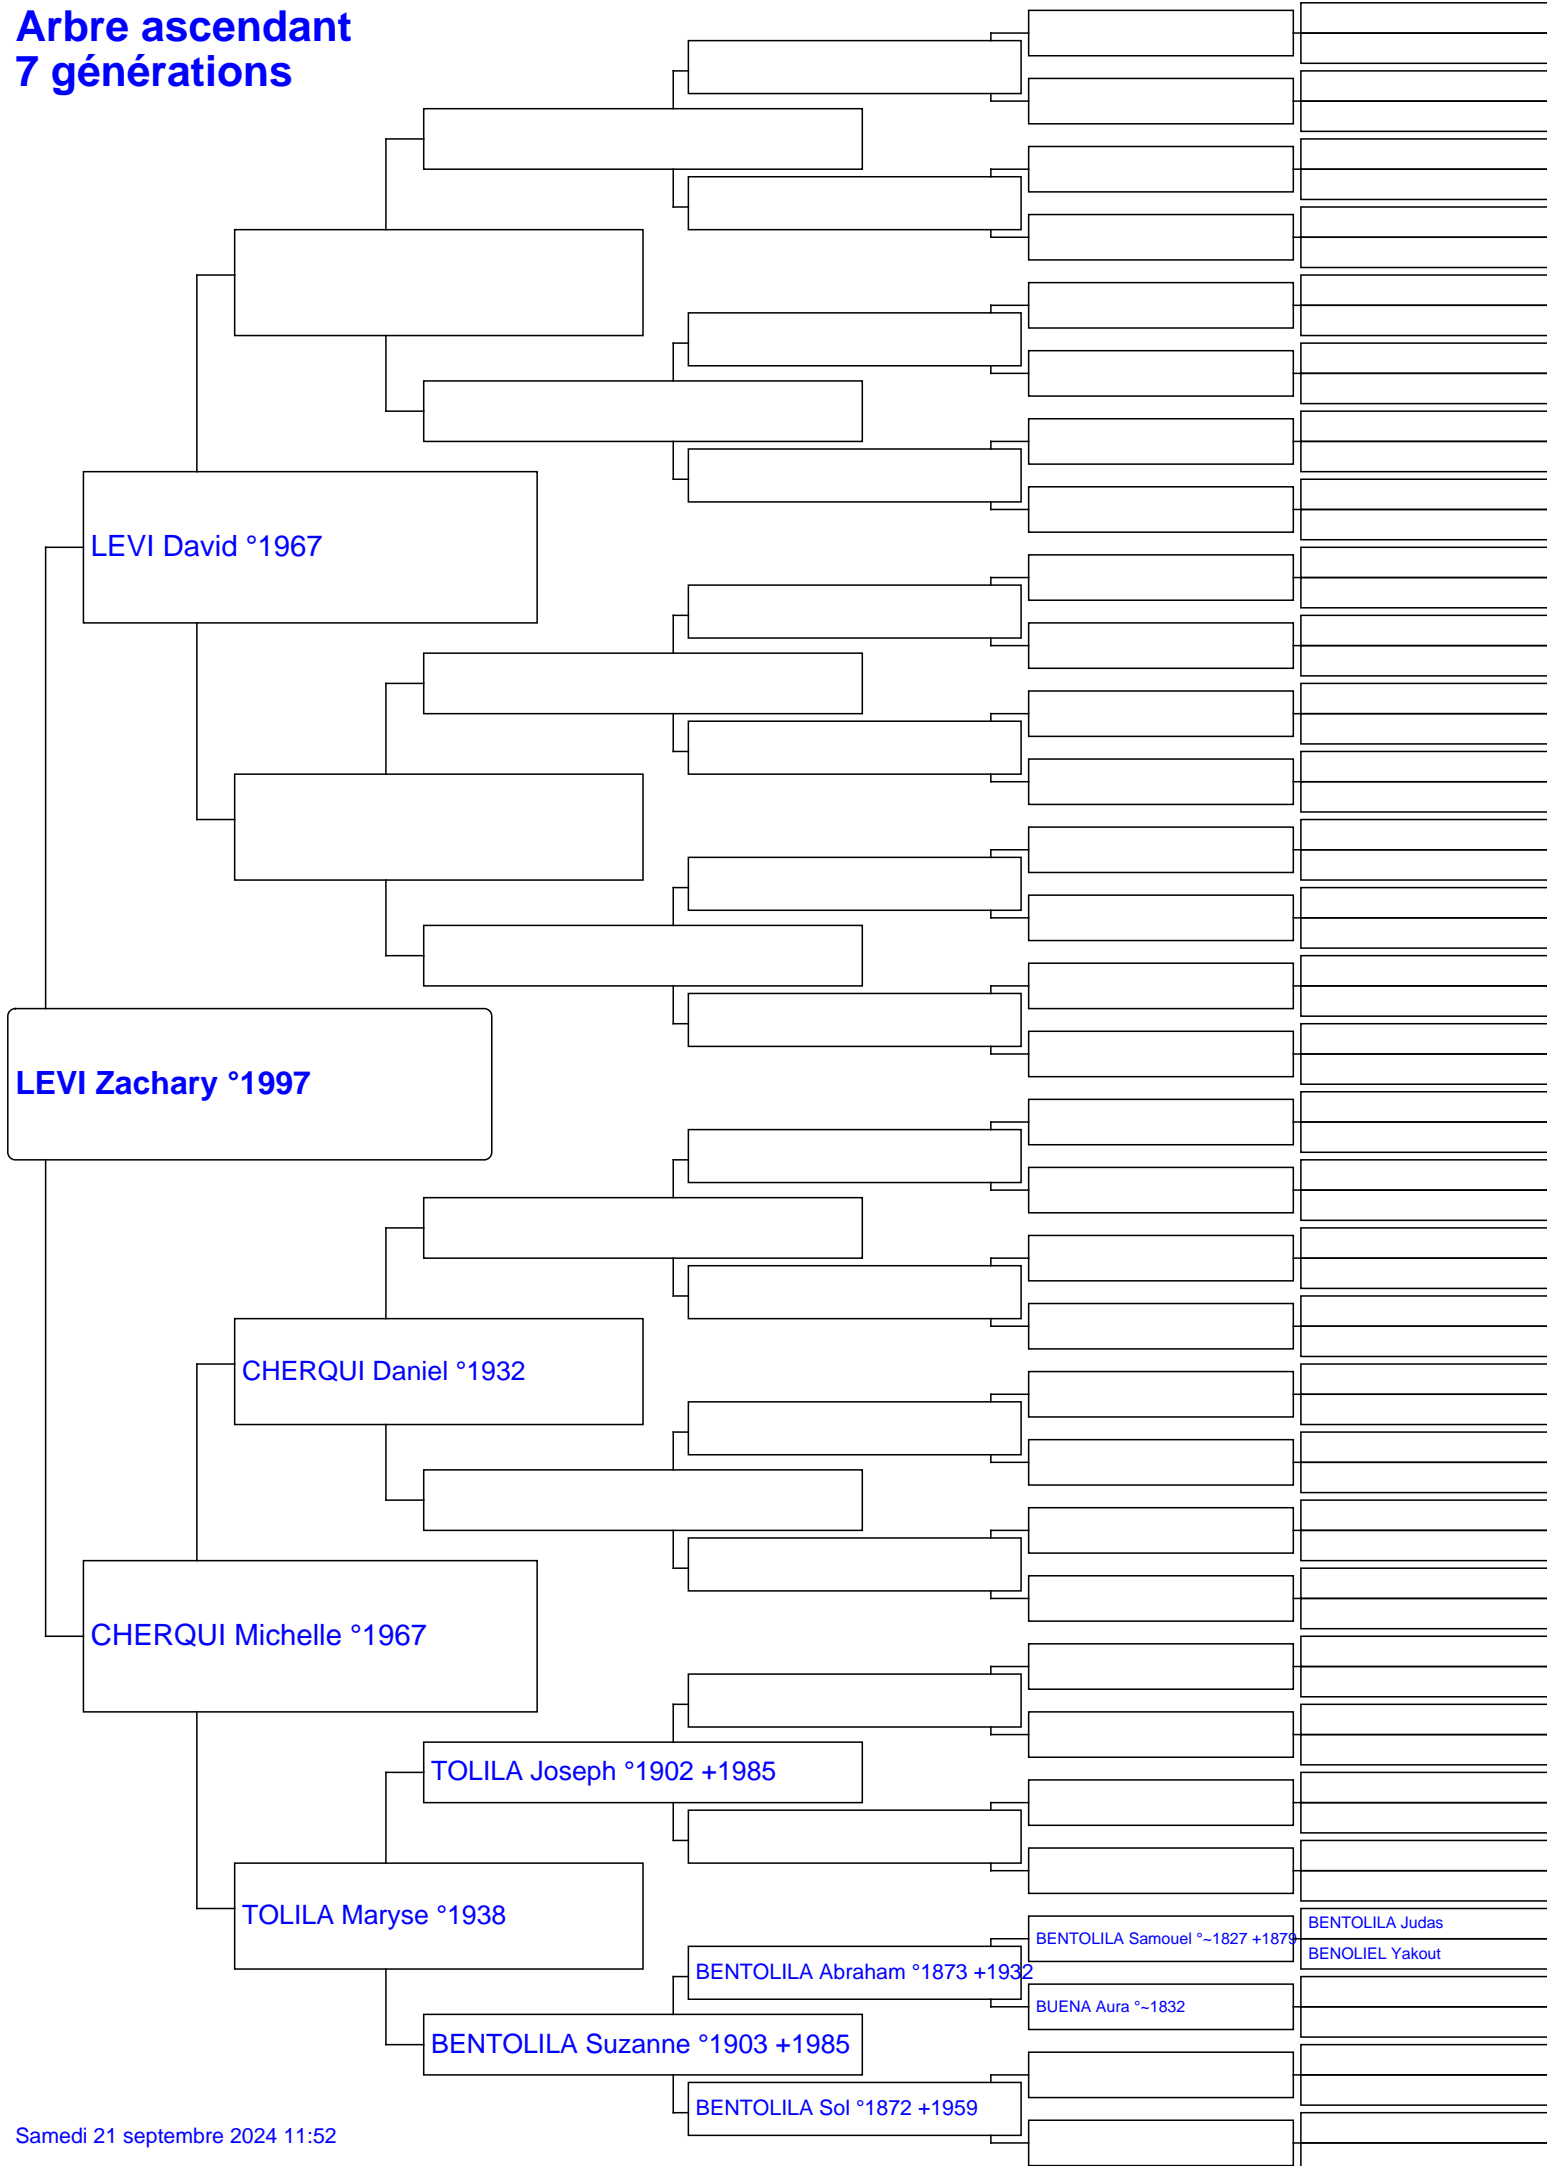 Arbre ascendant
7 générations
LEVI David °1967
LEVI Zachary °1997
CHERQUI Daniel °1932
CHERQUI Michelle °1967
TOLILA Joseph °1902 +1985
TOLILA Maryse °1938
BENTOLILA Judas
BENTOLILA Samouel °~1827 +1879
BENOLIEL Yakout
BENTOLILA Abraham °1873 +1932
BUENA Aura °~1832
BENTOLILA Suzanne °1903 +1985
BENTOLILA Sol °1872 +1959
Samedi 21 septembre 2024 11:52